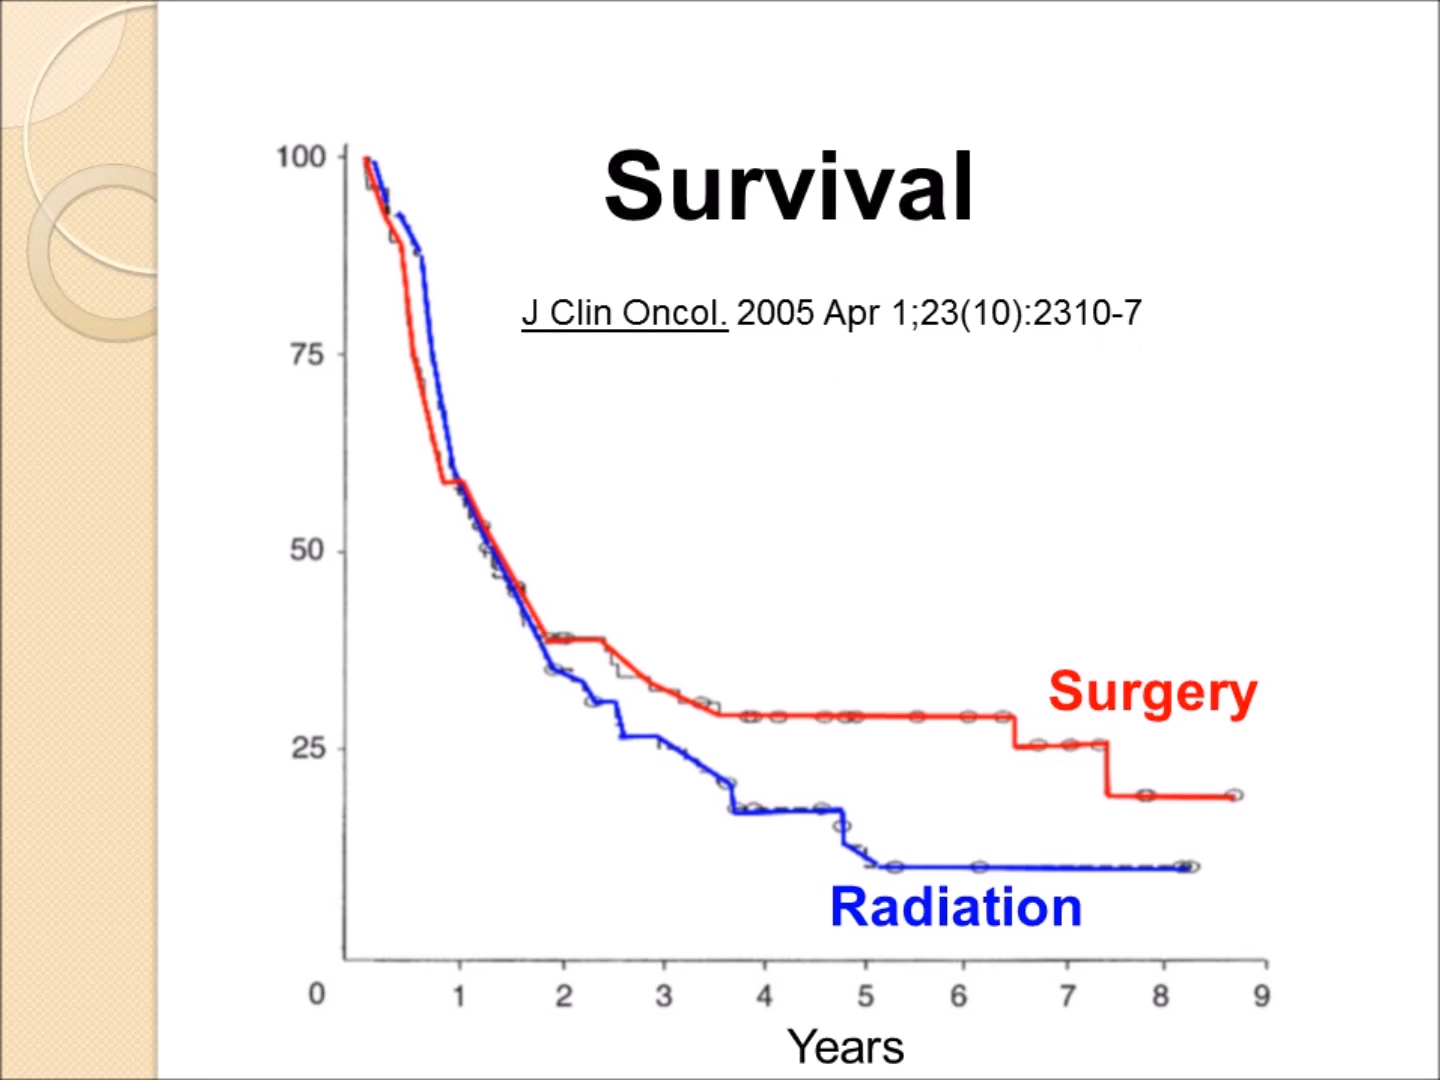 Survival
J Clin Oncol. 2005 Apr 1;23(10):2310-7
100
75
50
25
0
Surgery
Radiation
1 2 3 4 5 6 7 8 9
Years